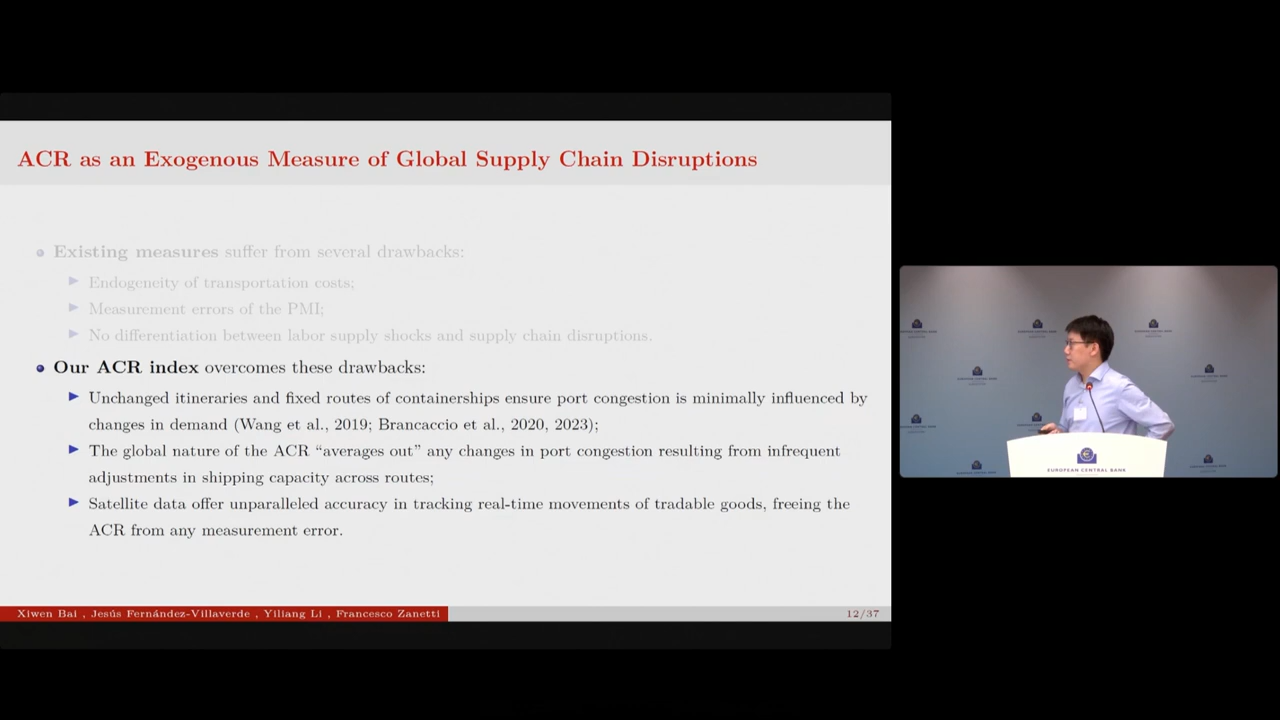 ACR as an Exogenous Measure of Global Supply Chain Disruptions
Existing measures suffer from several drawbacks:
Endogeneity of transportation costs;
Measurement errors of the PMI;
No differentiation between labor supply shocks and supply chain disruptions.
Our ACR index overcomes these drawbacks:
Unchanged itineraries and fixed routes of containerships ensure port congestion is minimally influenced by
changes in demand (Wang et al., 2019; Brancaccio et al., 2020, 2023);
The global nature of the ACR “averages out” any changes in port congestion resulting from infrequent
adjustments in shipping capacity across routes;
Satellite data offer unparalleled accuracy in tracking real-time movements of tradable goods, freeing the
ACR from any measurement error.
Xiwen Bai , Jesús Fernández-Villaverde , Yiliang Li , Francesco Zanetti
12/37
EUROPEAN CENTRAL BANK